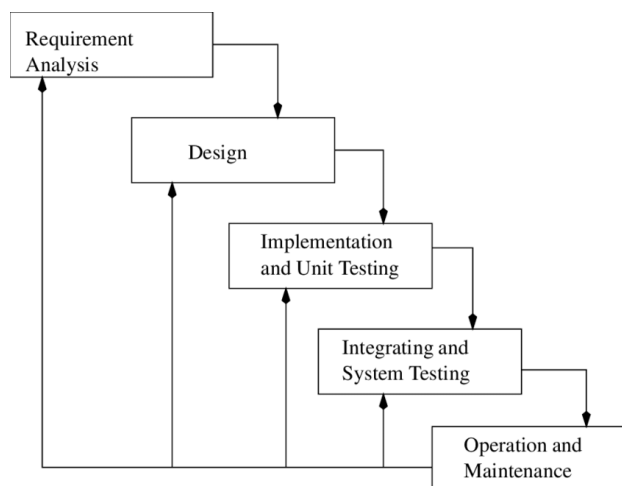 Requirement
Analysis
Design
Implementation
and Unit Testing
Integrating and
System Testing
Operation and
Maintenance